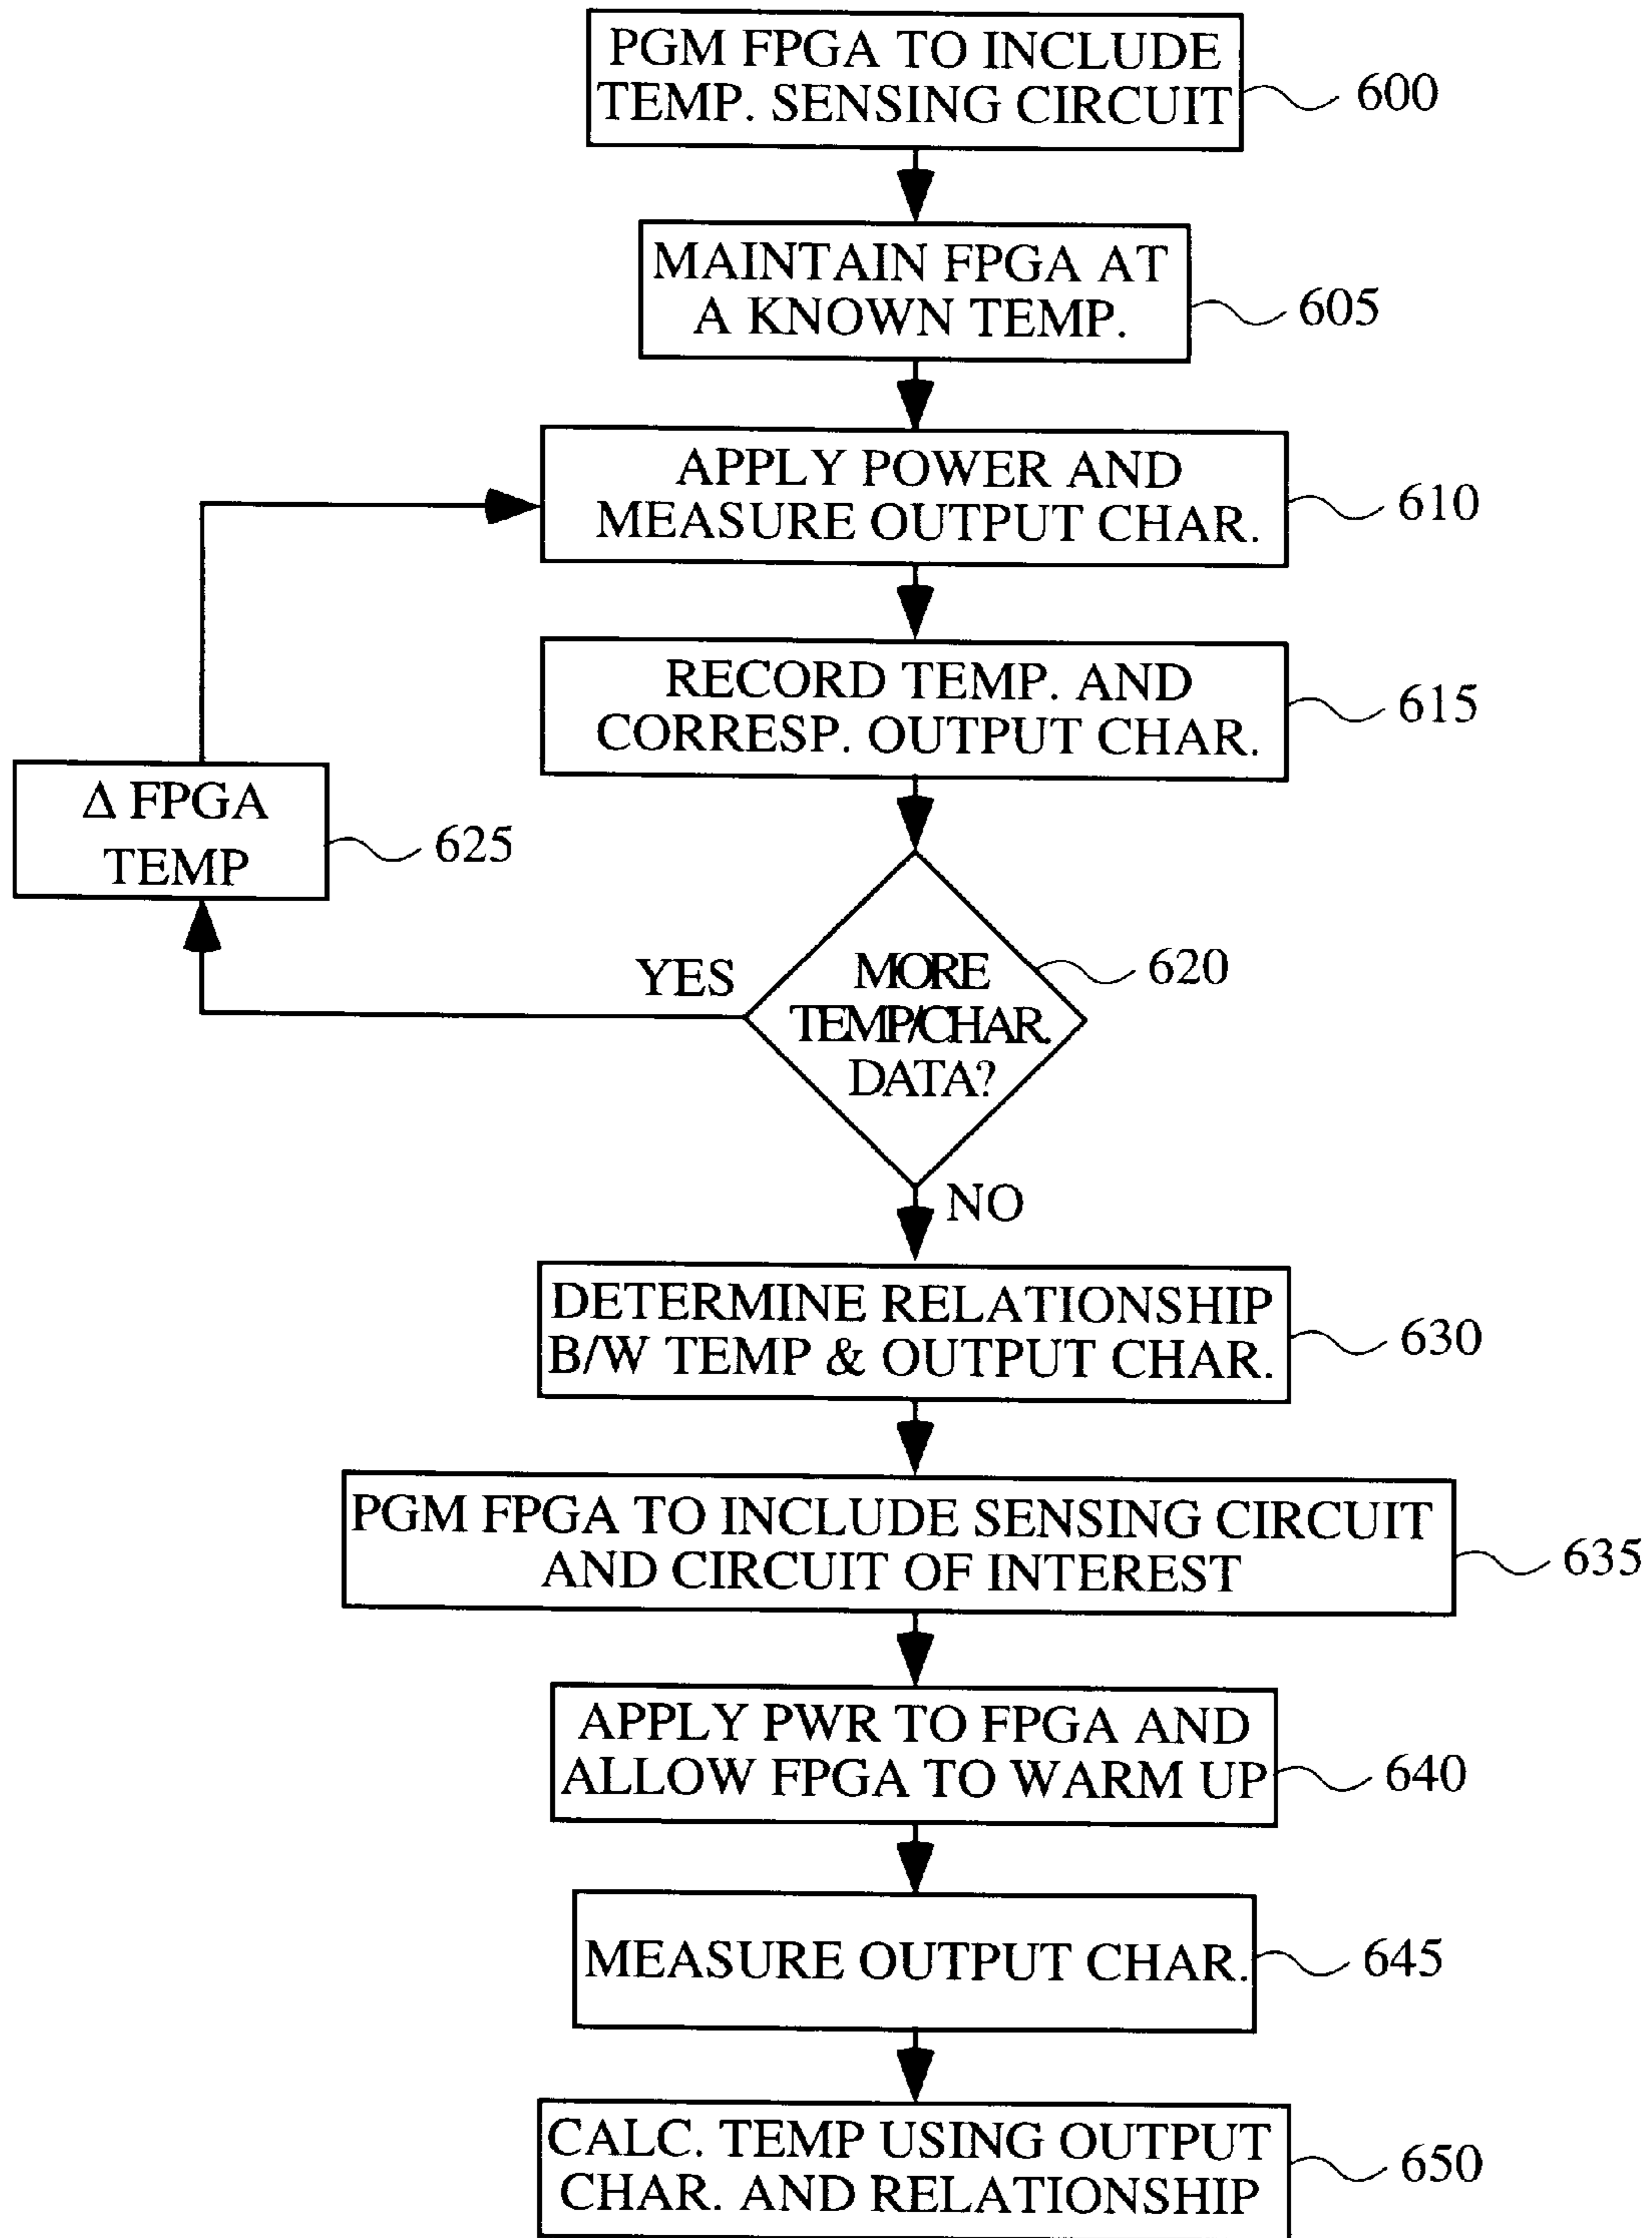 PGM FPGA TO INCLUDE
TEMP. SENSING CIRCUIT
600
MAINTAIN FPGA AT
A KNOWN TEMP.
605
APPLY POWER AND
MEASURE OUTPUT CHAR.
610
RECORD TEMP. AND
CORRESP. OUTPUT CHAR.
615
Δ FPGA
TEMP
625
YES
MORE
TEMP/CHAR.
DATA?
620
NO
DETERMINE RELATIONSHIP
B/W TEMP & OUTPUT CHAR.
630
PGM FPGA TO INCLUDE SENSING CIRCUIT
AND CIRCUIT OF INTEREST
635
APPLY PWR TO FPGA AND
ALLOW FPGA TO WARM UP
640
MEASURE OUTPUT CHAR.
645
CALC. TEMP USING OUTPUT
CHAR. AND RELATIONSHIP
650